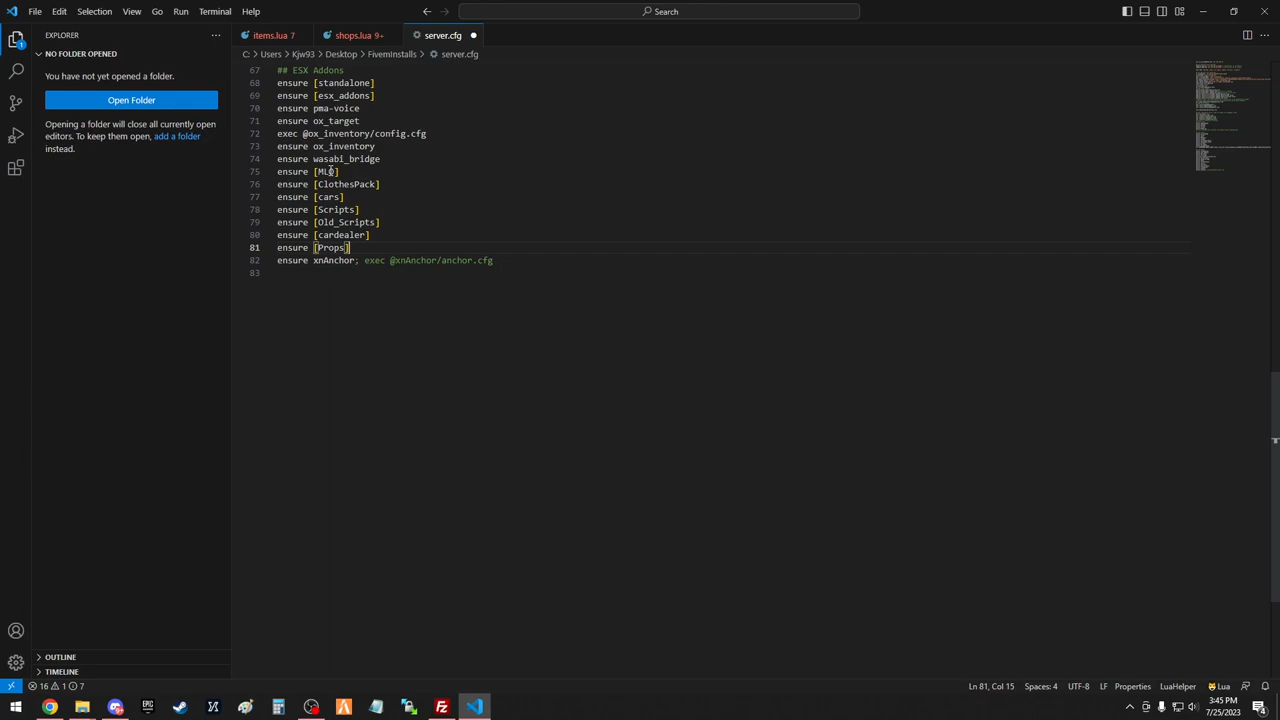 File Edit Selection View Go Run Terminal Help
Search
EXPLORER
items.lua 7
shops.lua 9+
server.cfg
NO FOLDER OPENED
C: > Users > Kjw93 > Desktop > FivemInstalls > server.cfg
You have not yet opened a folder.
Open Folder
Opening a folder will close all currently open
editors. To keep them open, add a folder
instead.
67 ## ESX Addons
68 ensure [standalone]
69 ensure [esx_addons]
70 ensure pma-voice
71 ensure ox_target
72 exec @ox_inventory/config.cfg
73 ensure ox_inventory
74 ensure wasabi_bridge
75 ensure [MLO]
76 ensure [ClothesPack]
77 ensure [cars]
78 ensure [Scripts]
79 ensure [Old_Scripts]
80 ensure [cardealer]
81 ensure [Props]
82 ensure xnAnchor; exec @xnAnchor/anchor.cfg
83
OUTLINE
TIMELINE
16 1 7
Ln 81, Col 15 Spaces: 4 UTF-8 LF Properties LuaHelper Lua
3:45 PM
7/25/2023